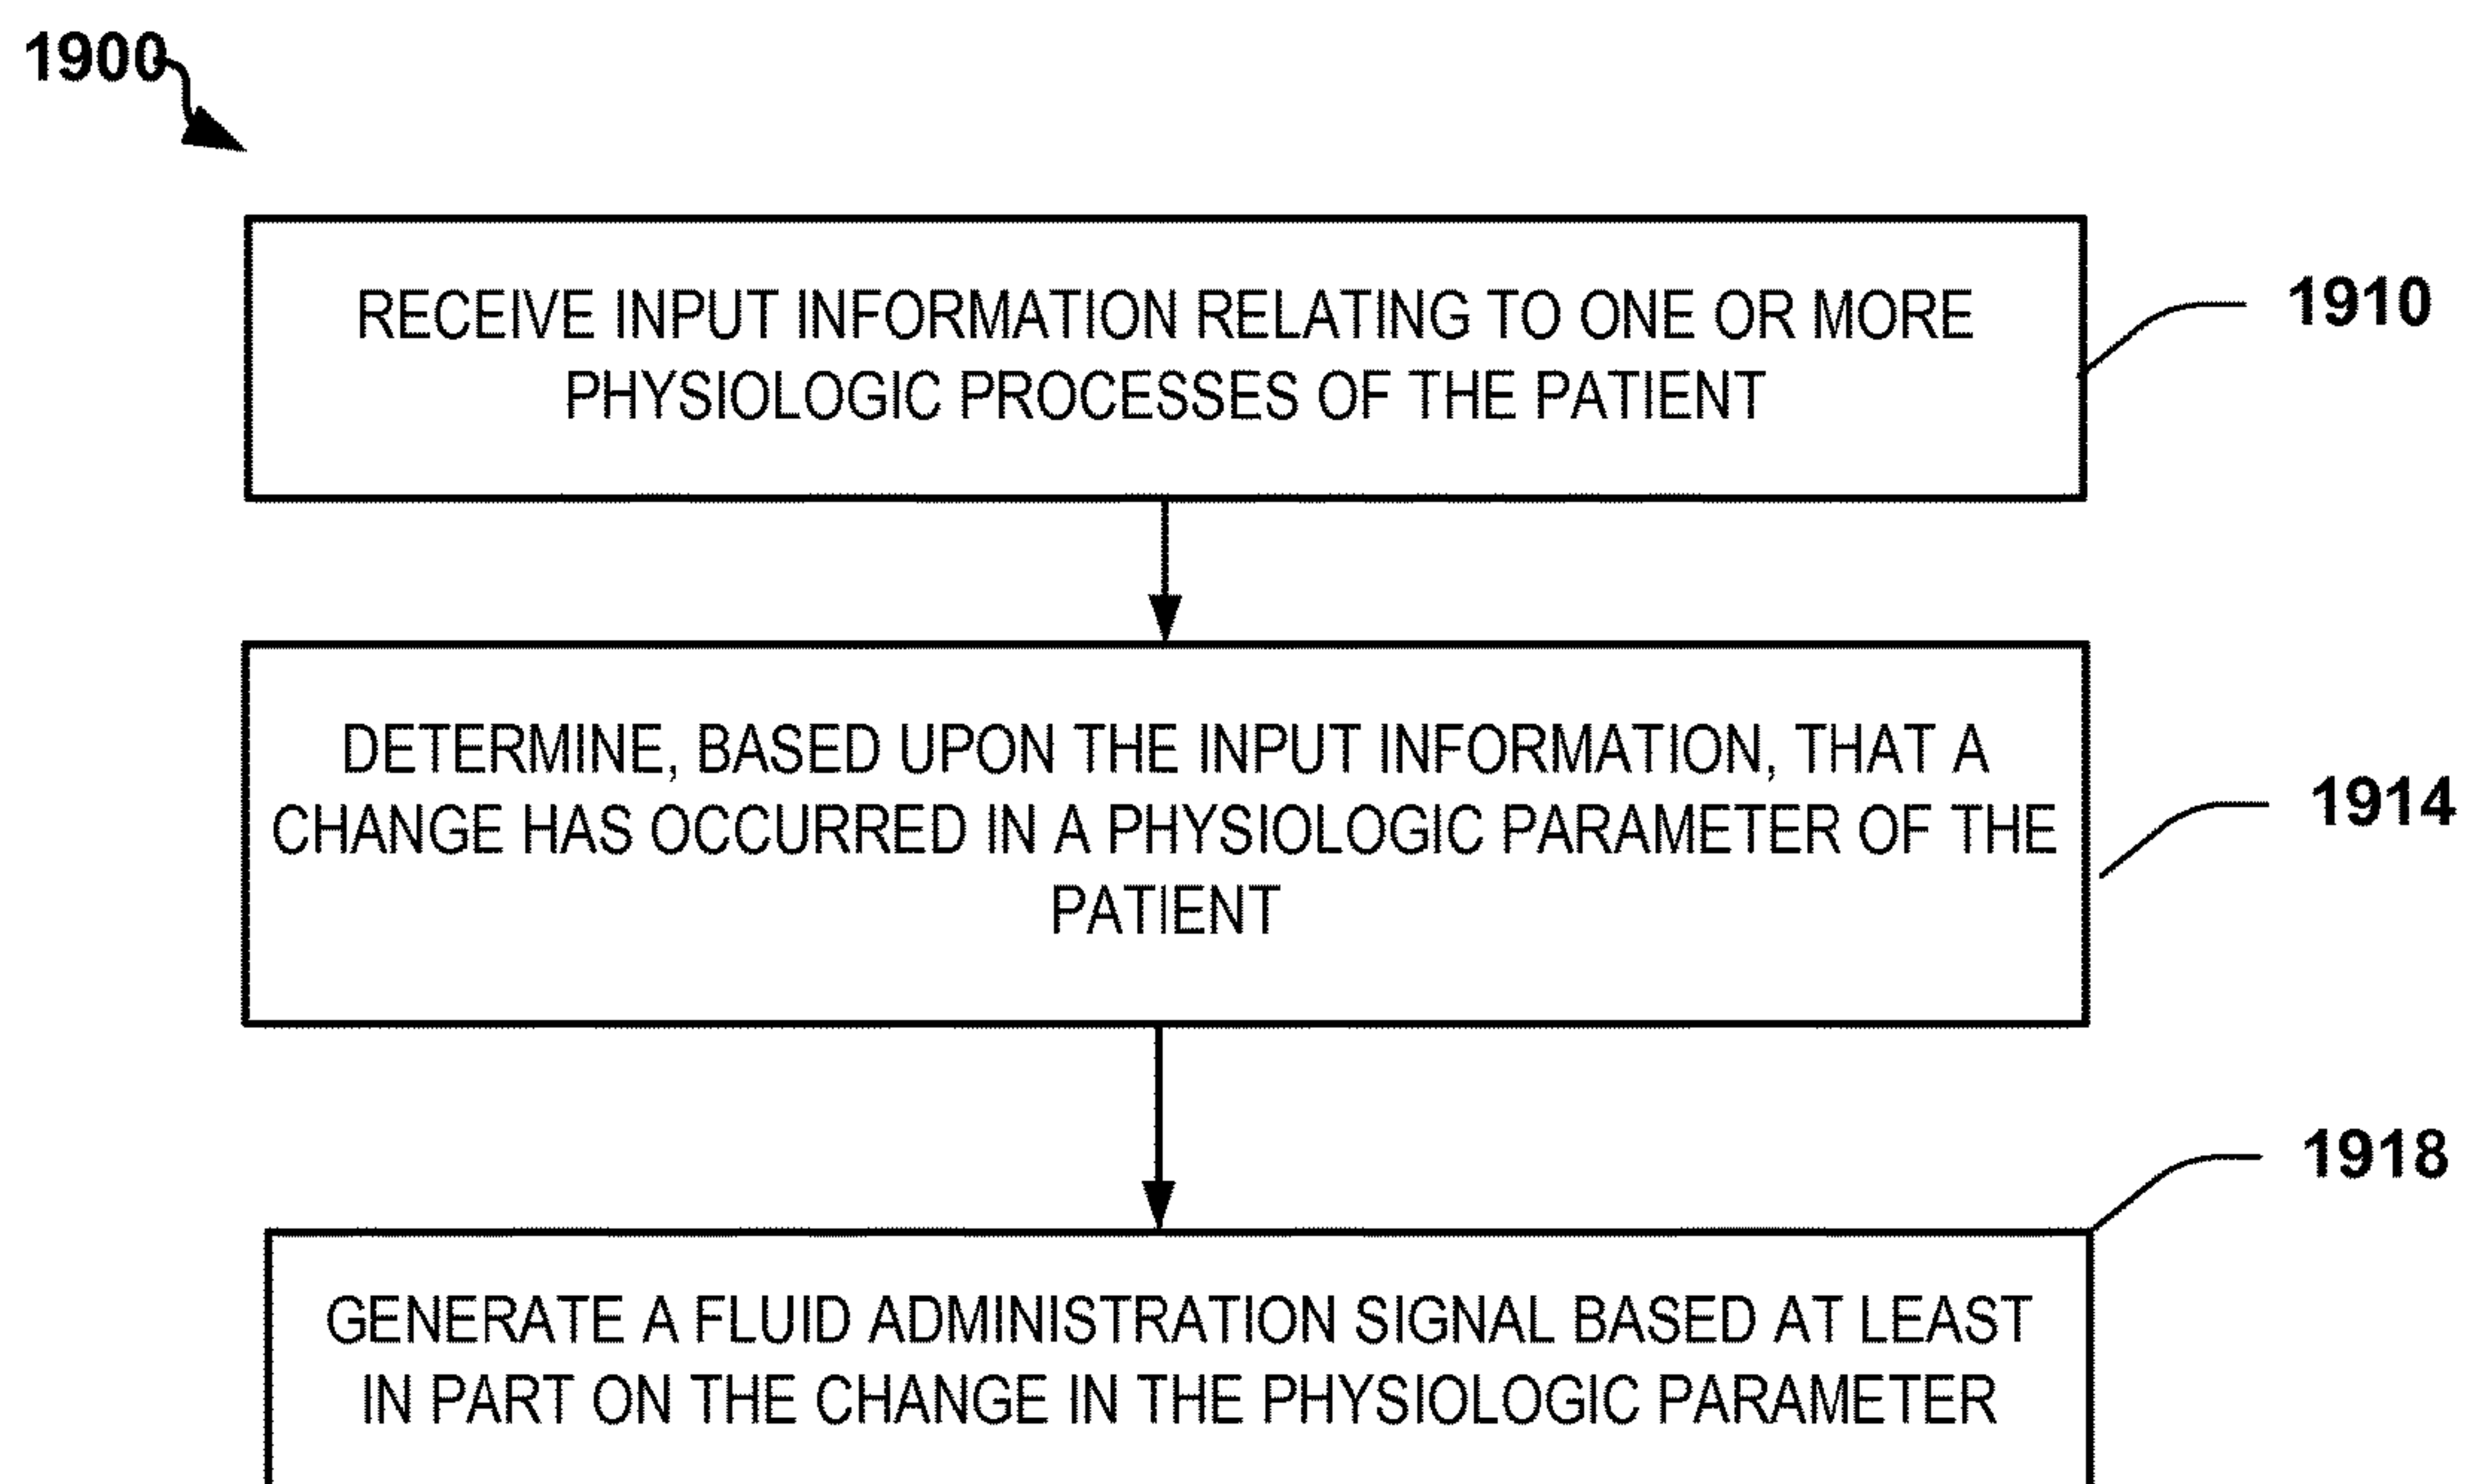 1900
RECEIVE INPUT INFORMATION RELATING TO ONE OR MORE
PHYSIOLOGIC PROCESSES OF THE PATIENT
1910
DETERMINE, BASED UPON THE INPUT INFORMATION, THAT A
CHANGE HAS OCCURRED IN A PHYSIOLOGIC PARAMETER OF THE
PATIENT
1914
1918
GENERATE A FLUID ADMINISTRATION SIGNAL BASED AT LEAST
IN PART ON THE CHANGE IN THE PHYSIOLOGIC PARAMETER